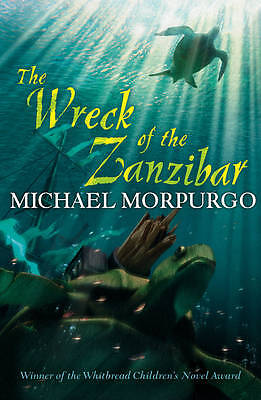 The
Wreck
of the
Zanzibar
MICHAEL MORPURGO
Winner of the Whitbread Children's Novel Award